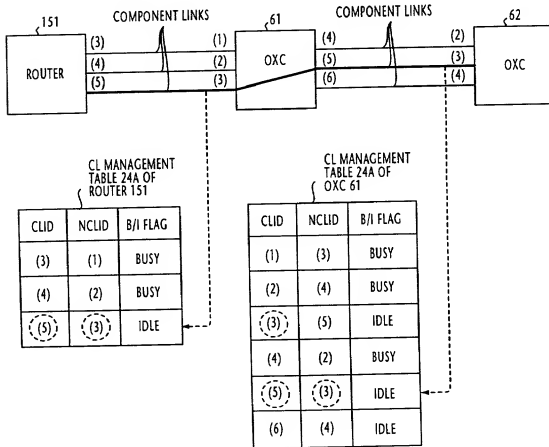 151
COMPONENT LINKS
61
COMPONENT LINKS
62
ROUTER
(3)
(1)
OXC
(4)
(2)
OXC
(4)
(2)
(5)
(3)
(5)
(3)
(6)
(4)
CL MANAGEMENT
TABLE 24A OF
ROUTER 151
CLID NCLID B/I FLAG
(3) (1) BUSY
(4) (2) BUSY
(5) (3) IDLE
CL MANAGEMENT
TABLE 24A OF
OXC 61
CLID NCLID B/I FLAG
(1) (3) BUSY
(2) (4) BUSY
(3) (5) IDLE
(4) (2) BUSY
(5) (3) IDLE
(6) (4) IDLE